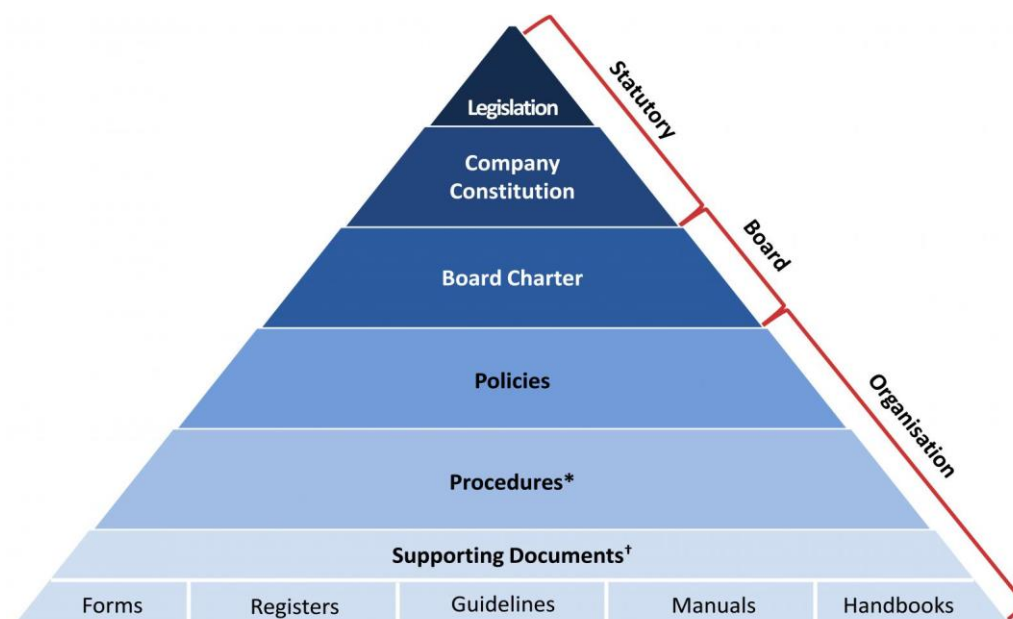 Legislation
Company
Constitution
Board Charter
Policies
Procedures*
Supporting Documents†
Forms
Registers
Guidelines
Manuals
Handbooks
Statutory
Board
Organisation